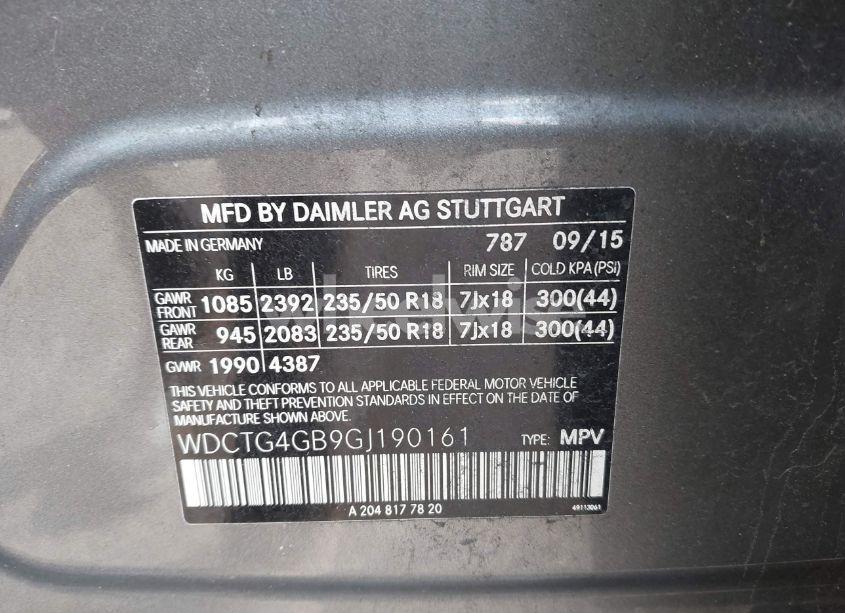 MFD BY DAIMLER AG STUTTGART
MADE IN GERMANY 787 09/15
KG LB TIRES RIM SIZE COLD KPA (PSI)
GAWR FRONT 1085 2392 235/50 R18 7Jx18 300(44)
GAWR REAR 945 2083 235/50 R18 7Jx18 300(44)
GVWR 1990 4387
THIS VEHICLE CONFORMS TO ALL APPLICABLE FEDERAL MOTOR VEHICLE
SAFETY AND THEFT PREVENTION STANDARDS IN EFFECT ON THE DATE OF
MANUFACTURE SHOWN ABOVE.
WDCTG4GB9GJ190161 TYPE: MPV
A 204 817 78 20 49113061